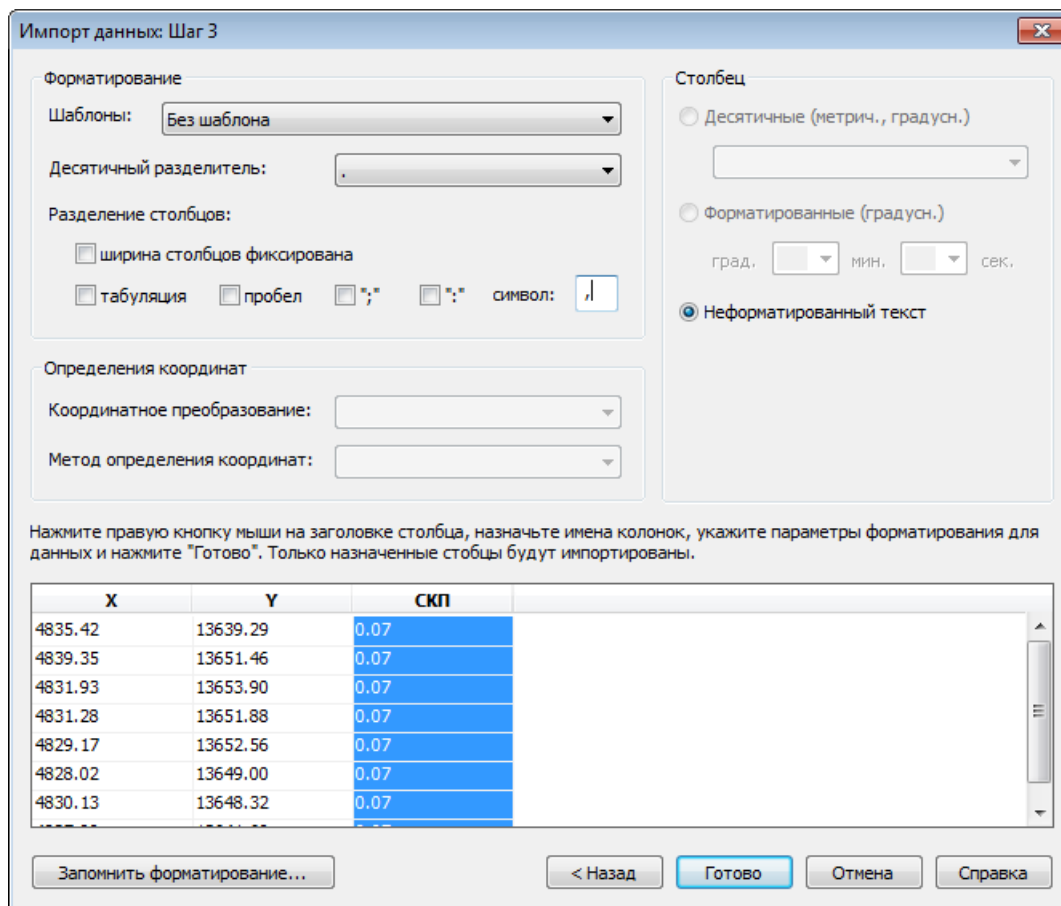 Импорт данных: Шаг 3
Форматирование
Шаблоны: Без шаблона
Десятичный разделитель: .
Разделение столбцов:
ширина столбцов фиксирована
табуляция пробел ";" ":" символ: ,
Определения координат
Координатное преобразование:
Метод определения координат:
Столбец
Десятичные (метрич., градусн.)
Форматированные (градусн.)
град. мин. сек.
Неформатированный текст
Нажмите правую кнопку мыши на заголовке столбца, назначьте имена колонок, укажите параметры форматирования для
данных и нажмите "Готово". Только назначенные стобцы будут импортированы.
X Y СКП
4835.42 13639.29 0.07
4839.35 13651.46 0.07
4831.93 13653.90 0.07
4831.28 13651.88 0.07
4829.17 13652.56 0.07
4828.02 13649.00 0.07
4830.13 13648.32 0.07
Запомнить форматирование... < Назад Готово Отмена Справка